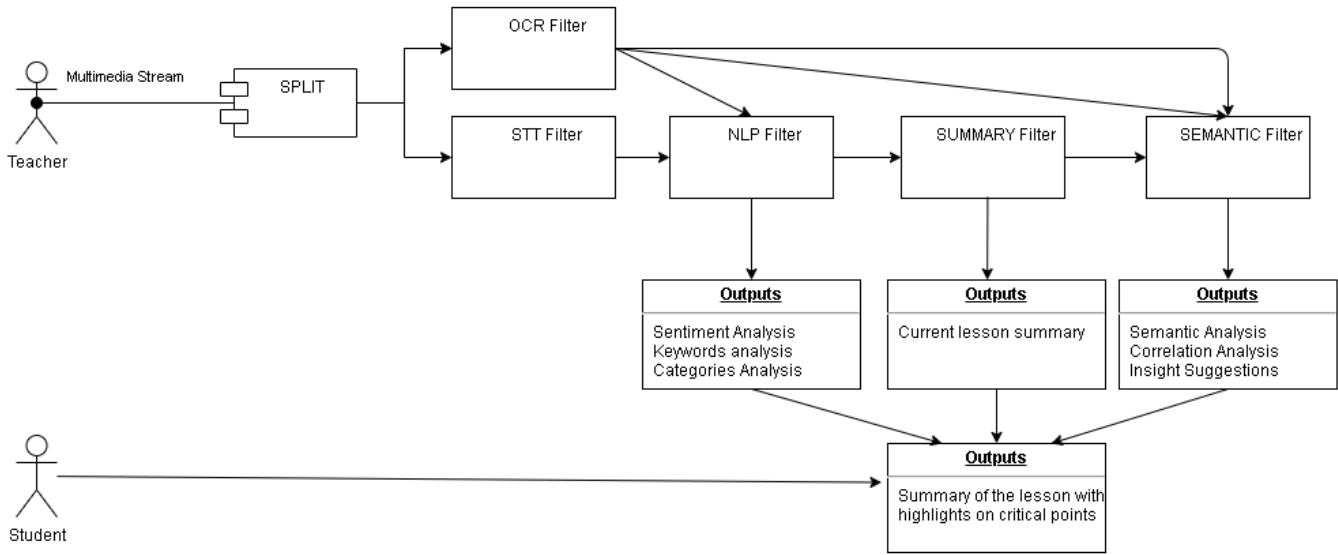 OCR Filter
Multimedia Stream
SPLIT
Teacher
STT Filter
NLP Filter
SUMMARY Filter
SEMANTIC Filter
Outputs
Sentiment Analysis
Keywords analysis
Categories Analysis
Outputs
Current lesson summary
Outputs
Semantic Analysis
Correlation Analysis
Insight Suggestions
Student
Outputs
Summary of the lesson with
highlights on critical points